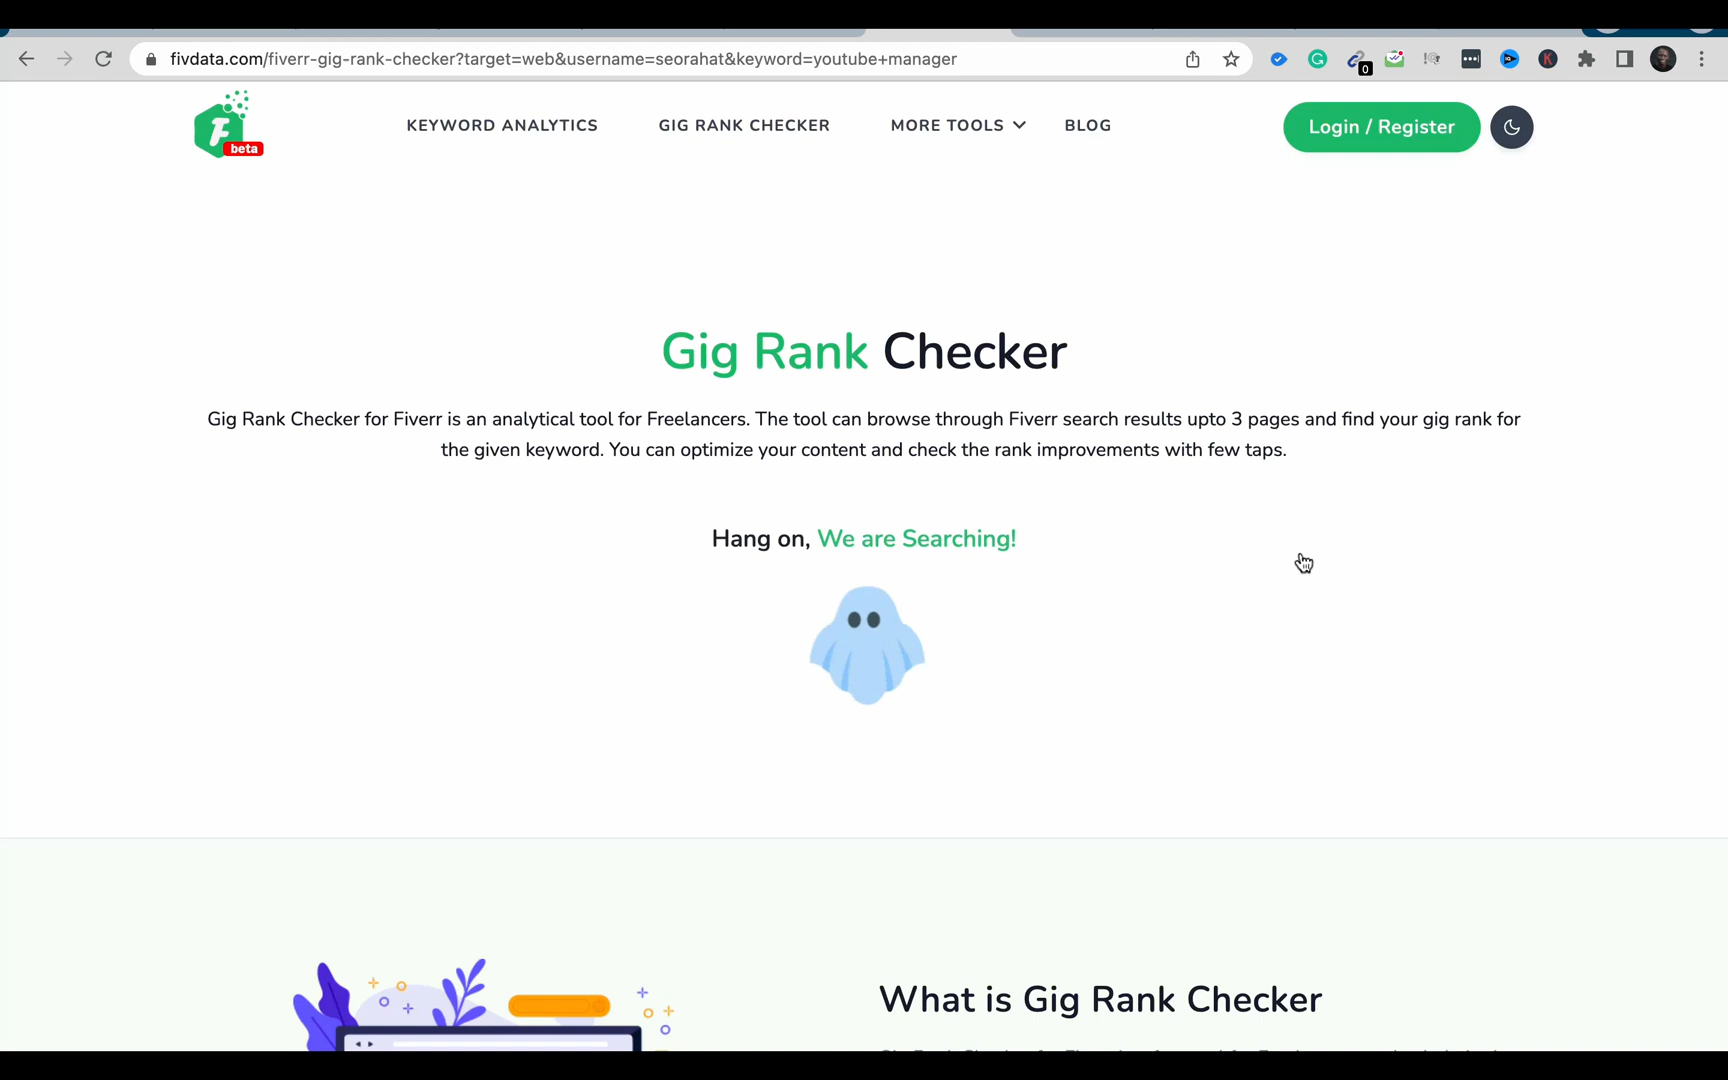 fivdata.com/fiverr-gig-rank-checker?target=web&username=seorahat&keyword=youtube+manager
0
beta
KEYWORD ANALYTICS
GIG RANK CHECKER
MORE TOOLS
BLOG
Login / Register
Gig Rank Checker
Gig Rank Checker for Fiverr is an analytical tool for Freelancers. The tool can browse through Fiverr search results upto 3 pages and find your gig rank for
the given keyword. You can optimize your content and check the rank improvements with few taps.
Hang on, We are Searching!
What is Gig Rank Checker